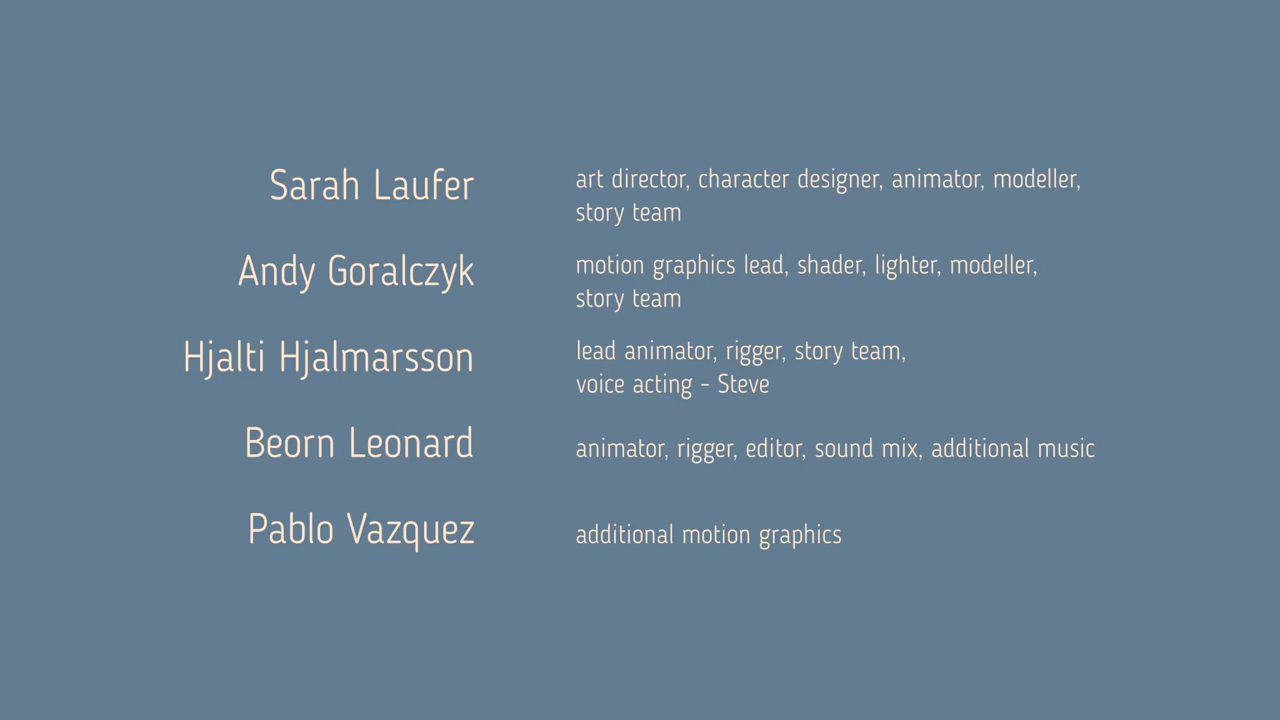 Sarah Laufer
art director, character designer, animator, modeller,
story team
Andy Goralczyk
motion graphics lead, shader, lighter, modeller,
story team
Hjalti Hjalmarsson
lead animator, rigger, story team,
voice acting - Steve
Beorn Leonard
animator, rigger, editor, sound mix, additional music
Pablo Vazquez
additional motion graphics